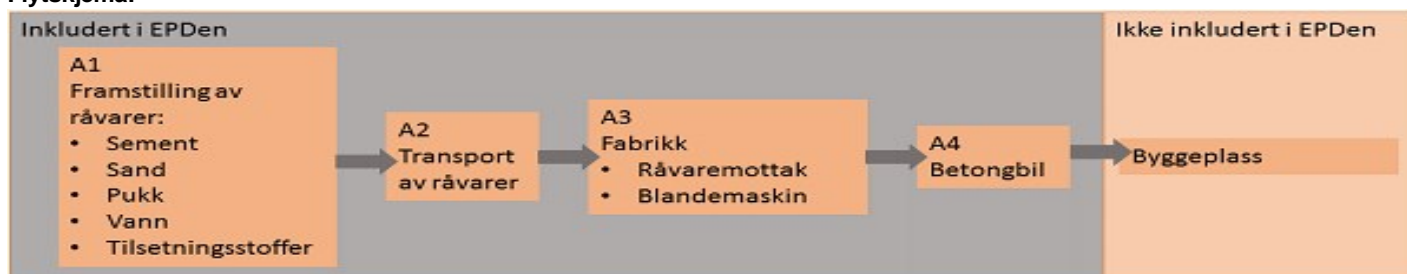 Inkludert i EPDen
Ikke inkludert i EPDen
A1
Framstilling av
råvarer:
• Sement
• Sand
• Pukk
• Vann
• Tilsetningsstoffer
A2
Transport
av råvarer
A3
Fabrikk
• Råvaremottak
• Blandemaskin
A4
Betongbil
Byggeplass